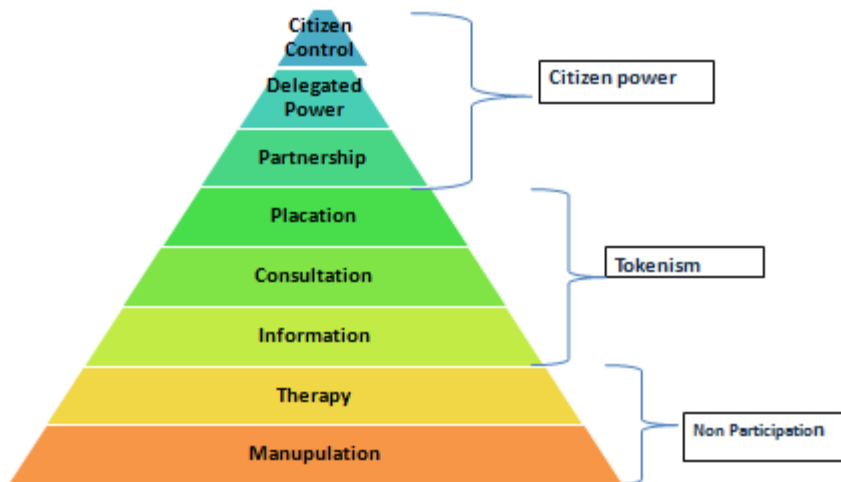 Citizen
Control
Citizen power
Delegated
Power
Partnership
Placation
Consultation
Tokenism
Information
Therapy
Non Participation
Manupulation